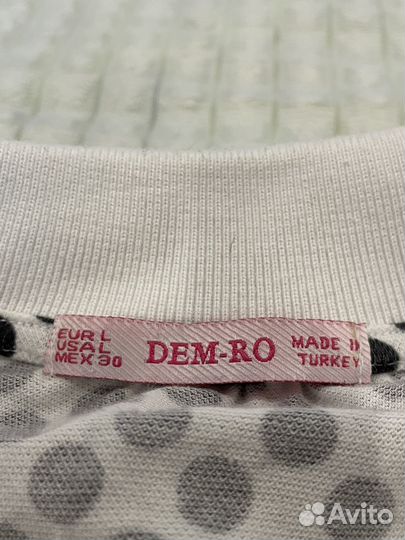 EUR L
USA L
MEX 30
DEM-RO
MADE IN
TURKEY
Avito